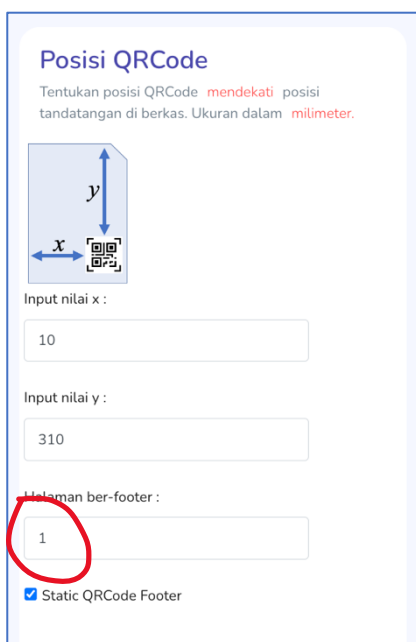 Posisi QRCode
Tentukan posisi QRCode mendekati posisi
tandatangan di berkas. Ukuran dalam milimeter.
y
x
Input nilai x :
10
Input nilai y :
310
Halaman ber-footer :
1
Static QRCode Footer